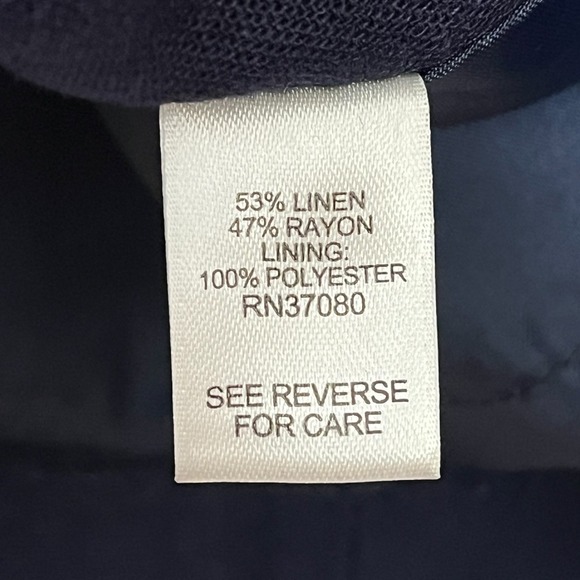 53% LINEN
47% RAYON
LINING:
100% POLYESTER
RN37080
SEE REVERSE
FOR CARE